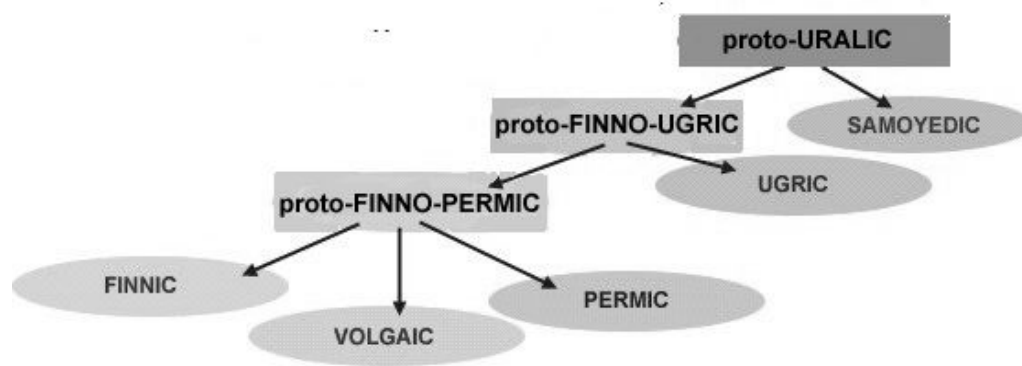 proto-URALIC
proto-FINNO-UGRIC
SAMOYEDIC
UGRIC
proto-FINNO-PERMIC
FINNIC
PERMIC
VOLGAIC